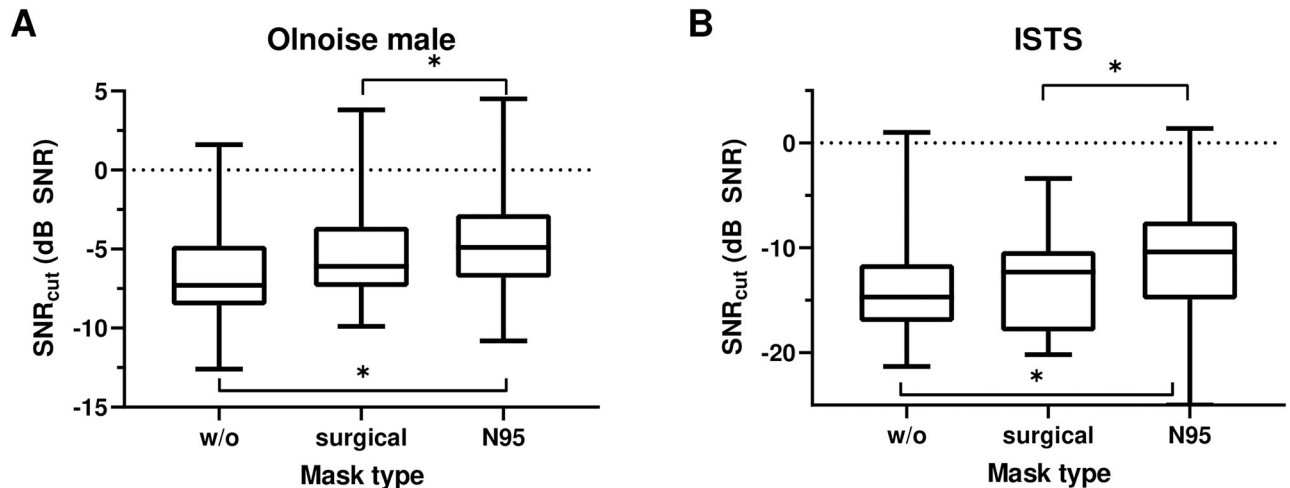 A
Olnoise male
*
5
0
-5
-10
-15
SNRcut (dB SNR)
*
w/o surgical N95
Mask type
B
ISTS
*
0
-10
-20
SNRcut (dB SNR)
*
w/o surgical N95
Mask type